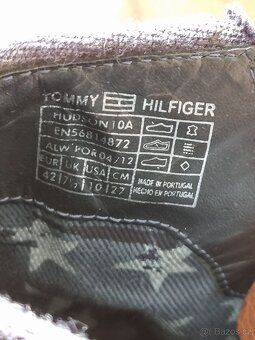 TOMMY HILFIGER
HUDSON 10A
EN56814872
ALW POR 04/12
EUR UK USA CM
42 7½ 10 27
MADE IN PORTUGAL
HECHO EN PORTUGAL